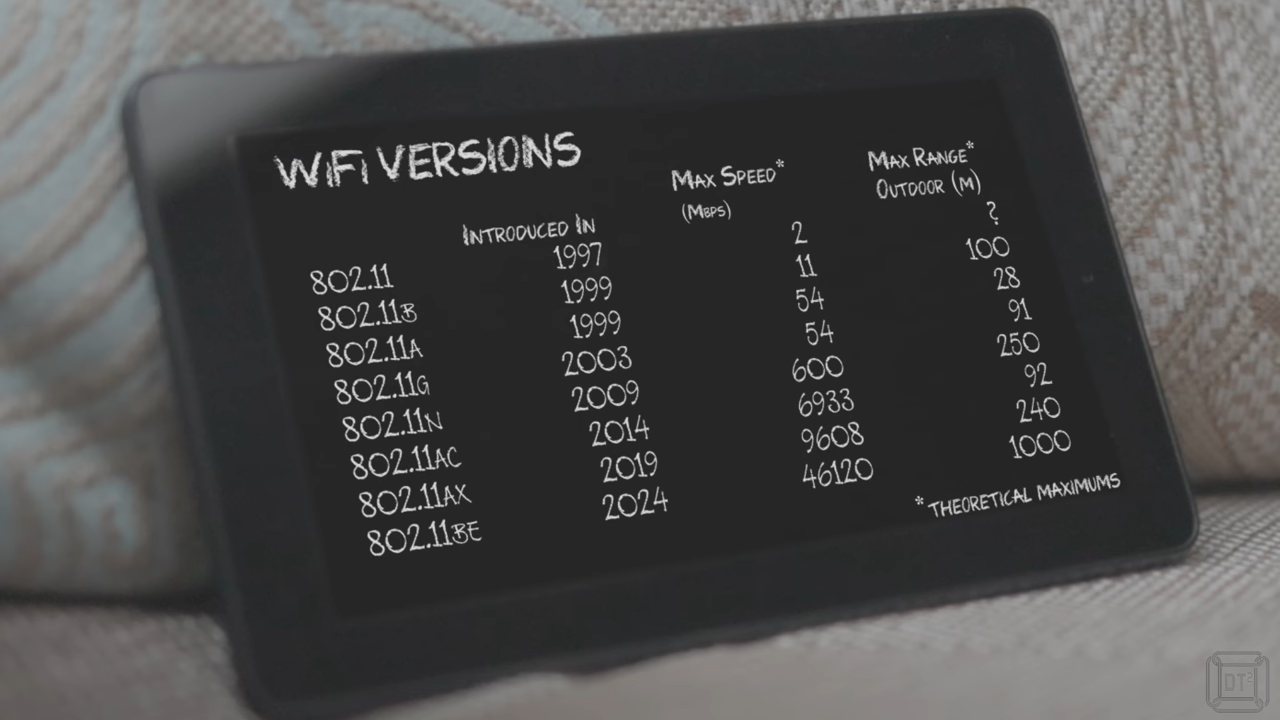 WiFi VERSIONS
Introduced In Max Speed* (Mbps) Max Range* Outdoor (m)
802.11 1997 2 ?
802.11b 1999 11 100
802.11a 1999 54 28
802.11g 2003 54 91
802.11n 2009 600 250
802.11ac 2014 6933 92
802.11ax 2019 9608 240
802.11be 2024 46120 1000
* THEORETICAL MAXIMUMS
DT²